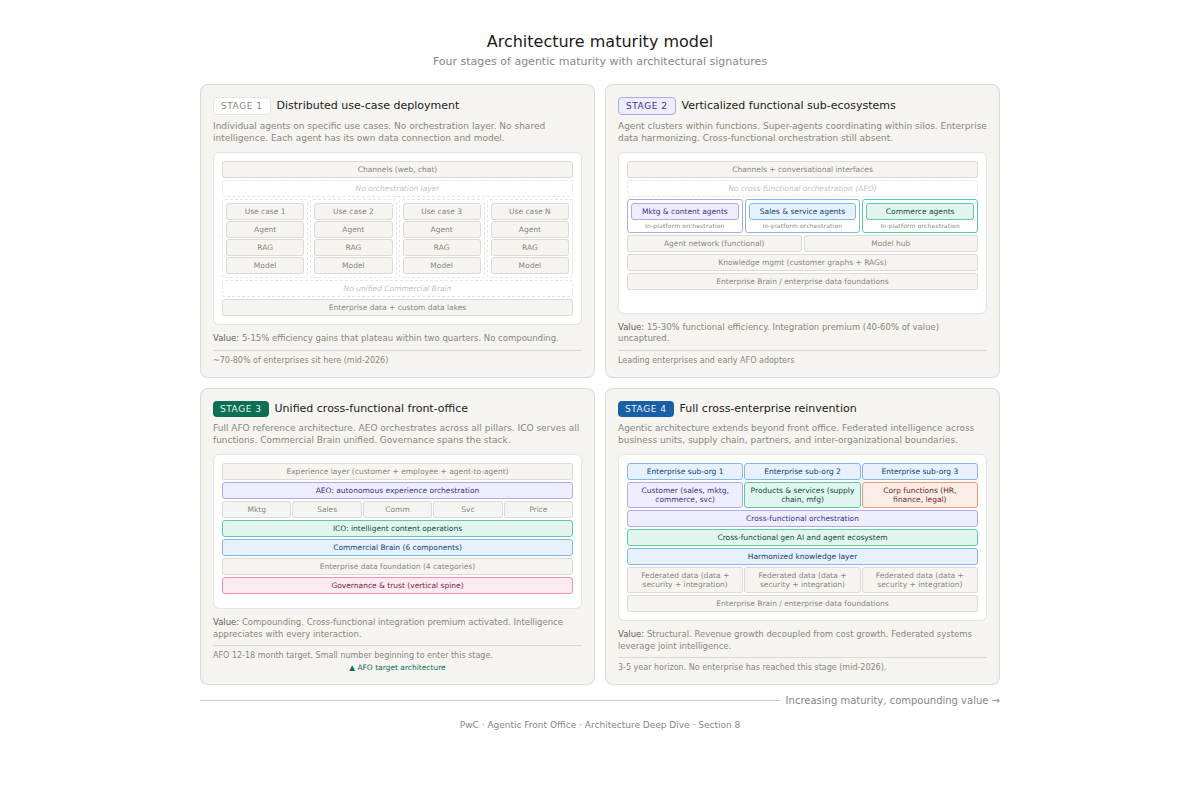 Architecture maturity model
Four stages of agentic maturity with architectural signatures
STAGE 1 Distributed use-case deployment
Individual agents on specific use cases. No orchestration layer. No shared
intelligence. Each agent has its own data connection and model.
Channels (web, chat)
No orchestration layer
Use case 1 Use case 2 Use case 3 Use case N
Agent Agent Agent Agent
RAG RAG RAG RAG
Model Model Model Model
No unified Commercial Brain
Enterprise data + custom data lakes
Value: 5-15% efficiency gains that plateau within two quarters. No compounding.
~70-80% of enterprises sit here (mid-2026)
STAGE 2 Verticalized functional sub-ecosystems
Agent clusters within functions. Super-agents coordinating within silos. Enterprise
data harmonizing. Cross-functional orchestration still absent.
Channels + conversational interfaces
No cross-functional orchestration (AEO)
Mktg & content agents Sales & service agents Commerce agents
In-platform orchestration In-platform orchestration In-platform orchestration
Agent network (functional) Model hub
Knowledge mgmt (customer graphs + RAGs)
Enterprise Brain / enterprise data foundations
Value: 15-30% functional efficiency. Integration premium (40-60% of value)
uncaptured.
Leading enterprises and early AFO adopters
STAGE 3 Unified cross-functional front-office
Full AFO reference architecture. AEO orchestrates across all pillars. ICO serves all
functions. Commercial Brain unified. Governance spans the stack.
Experience layer (customer + employee + agent-to-agent)
AEO: autonomous experience orchestration
Mktg Sales Comm Svc Price
ICO: intelligent content operations
Commercial Brain (6 components)
Enterprise data foundation (4 categories)
Governance & trust (vertical spine)
Value: Compounding. Cross-functional integration premium activated. Intelligence
appreciates with every interaction.
AFO 12-18 month target. Small number beginning to enter this stage.
▲ AFO target architecture
STAGE 4 Full cross-enterprise reinvention
Agentic architecture extends beyond front office. Federated intelligence across
business units, supply chain, partners, and inter-organizational boundaries.
Enterprise sub-org 1 Enterprise sub-org 2 Enterprise sub-org 3
Customer (sales, mktg, Products & services (supply Corp functions (HR,
commerce, svc) chain, mfg) finance, legal)
Cross-functional orchestration
Cross-functional gen AI and agent ecosystem
Harmonized knowledge layer
Federated data (data + Federated data (data + Federated data (data +
security + integration) security + integration) security + integration)
Enterprise Brain / enterprise data foundations
Value: Structural. Revenue growth decoupled from cost growth. Federated systems
leverage joint intelligence.
3-5 year horizon. No enterprise has reached this stage (mid-2026).
Increasing maturity, compounding value →
PwC · Agentic Front Office · Architecture Deep Dive · Section 8